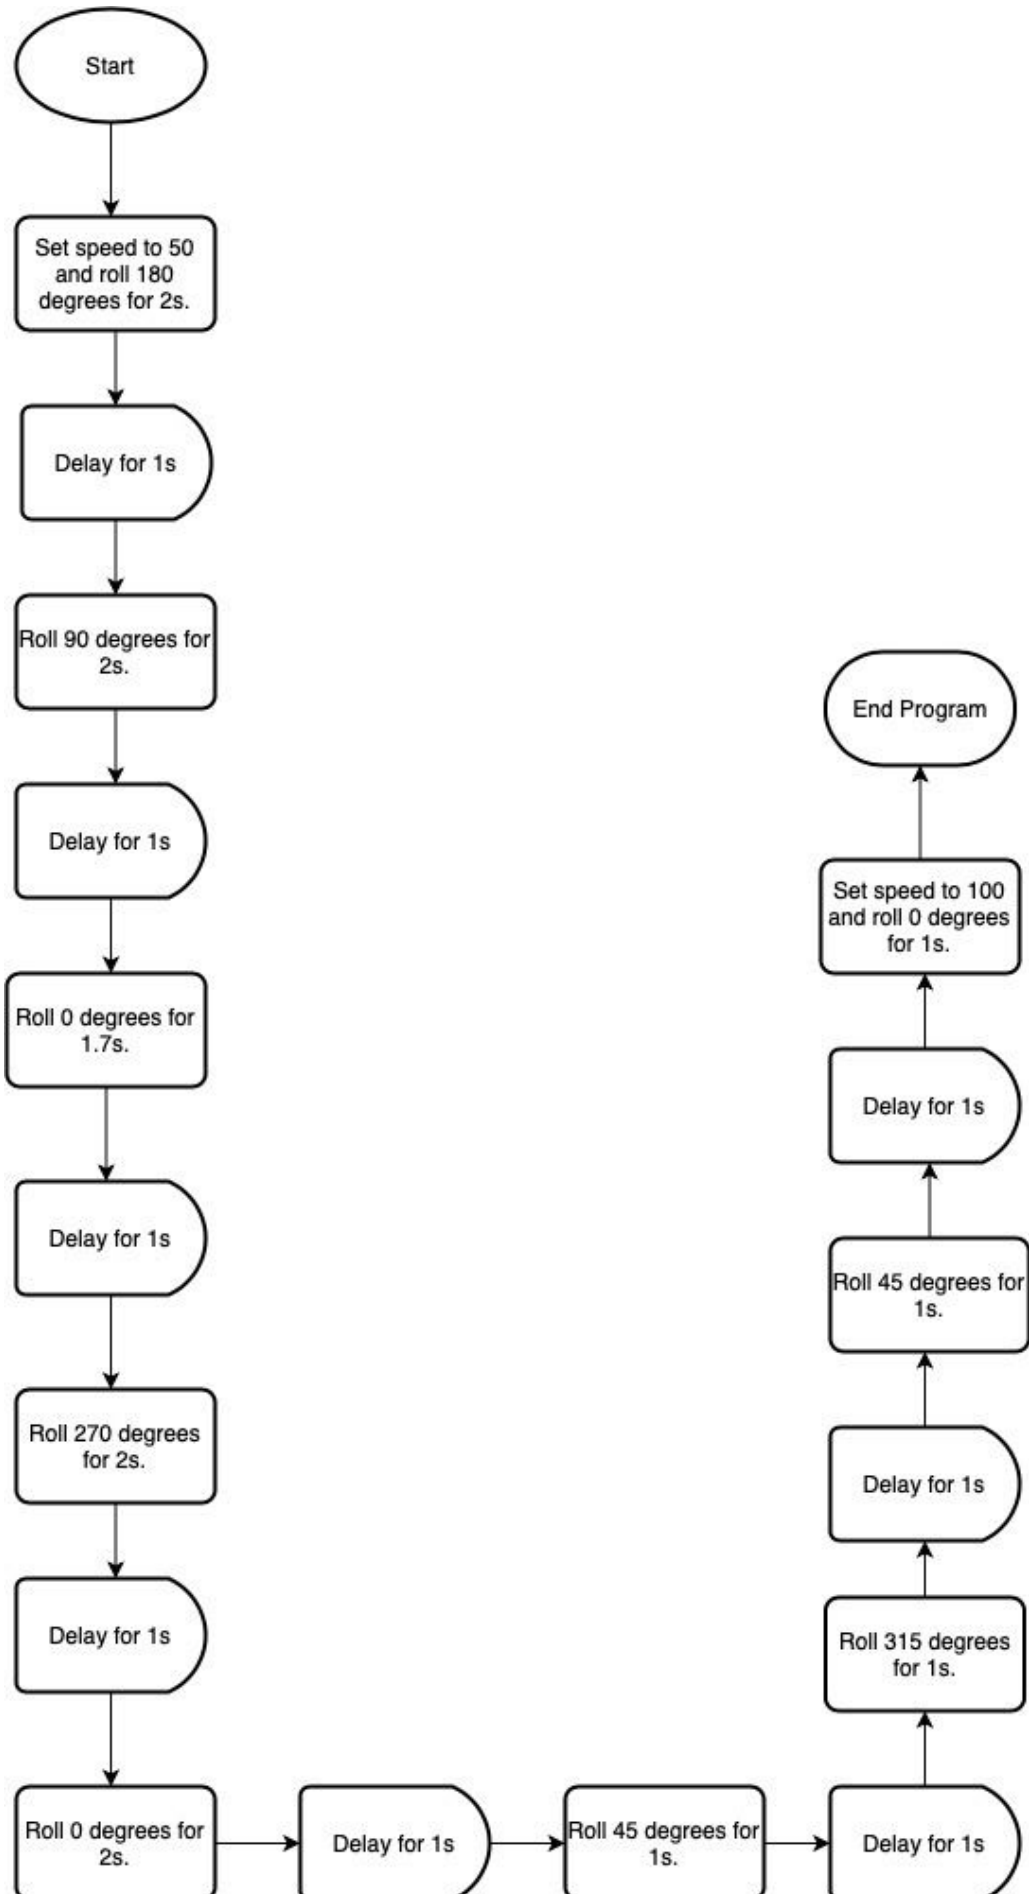 Start
Set speed to 50
and roll 180
degrees for 2s.
Delay for 1s
Roll 90 degrees for
2s.
Delay for 1s
Roll 0 degrees for
1.7s.
Delay for 1s
Roll 270 degrees
for 2s.
Delay for 1s
Roll 0 degrees for
2s.
Delay for 1s
Roll 45 degrees for
1s.
Delay for 1s
Roll 315 degrees
for 1s.
Delay for 1s
Roll 45 degrees for
1s.
Delay for 1s
Set speed to 100
and roll 0 degrees
for 1s.
End Program